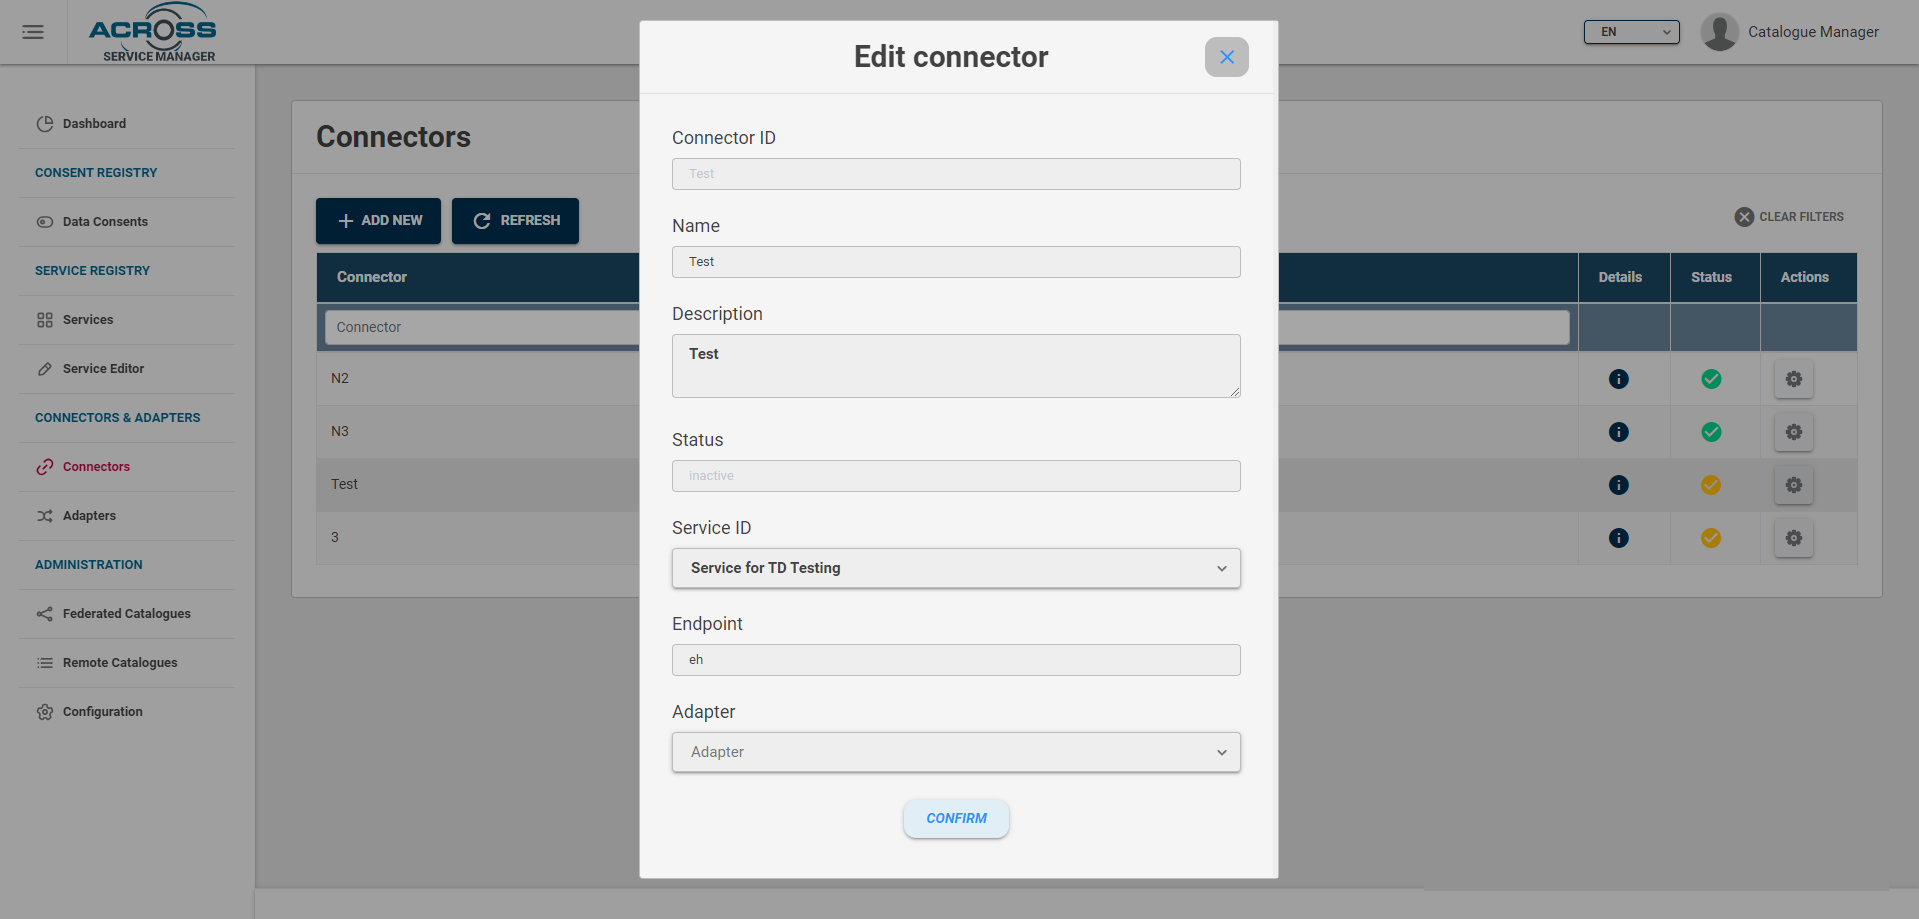 ACROSS
SERVICE MANAGER
EN
Catalogue Manager
Dashboard
CONSENT REGISTRY
Data Consents
SERVICE REGISTRY
Services
Service Editor
CONNECTORS & ADAPTERS
Connectors
Adapters
ADMINISTRATION
Federated Catalogues
Remote Catalogues
Configuration
Connectors
ADD NEW
REFRESH
CLEAR FILTERS
Connector
Details
Status
Actions
Connector
N2
N3
Test
3
Edit connector
Connector ID
Test
Name
Test
Description
Test
Status
inactive
Service ID
Service for TD Testing
Endpoint
eh
Adapter
Adapter
CONFIRM